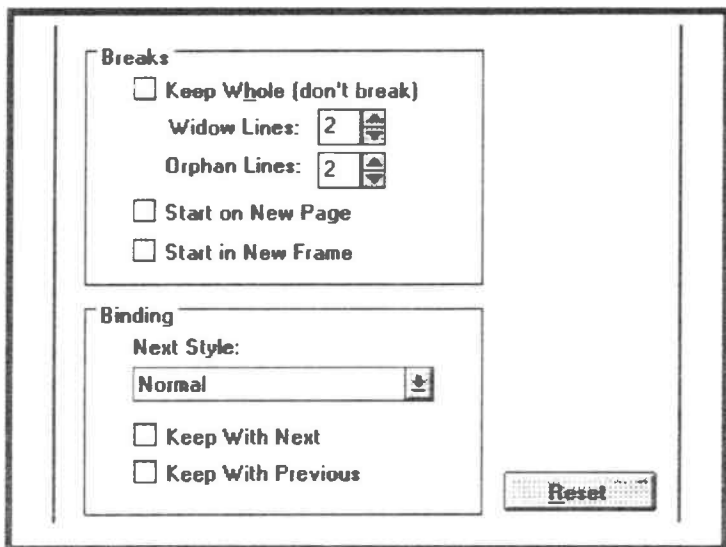 Breaks
Keep Whole (don't break)
Widow Lines: 2
Orphan Lines: 2
Start on New Page
Start in New Frame
Binding
Next Style:
Normal
Keep With Next
Keep With Previous
Reset